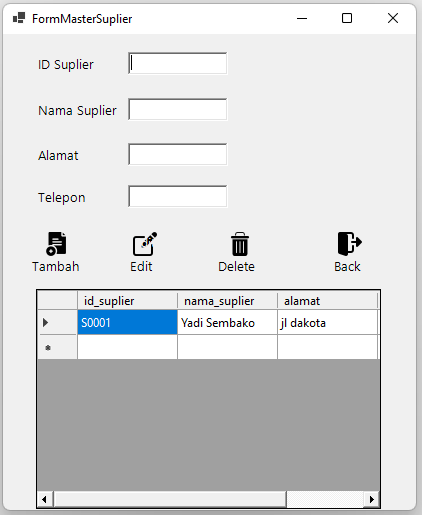 FormMasterSuplier
ID Suplier
Nama Suplier
Alamat
Telepon
Tambah Edit Delete Back
id_suplier nama_suplier alamat
S0001 Yadi Sembako jl dakota